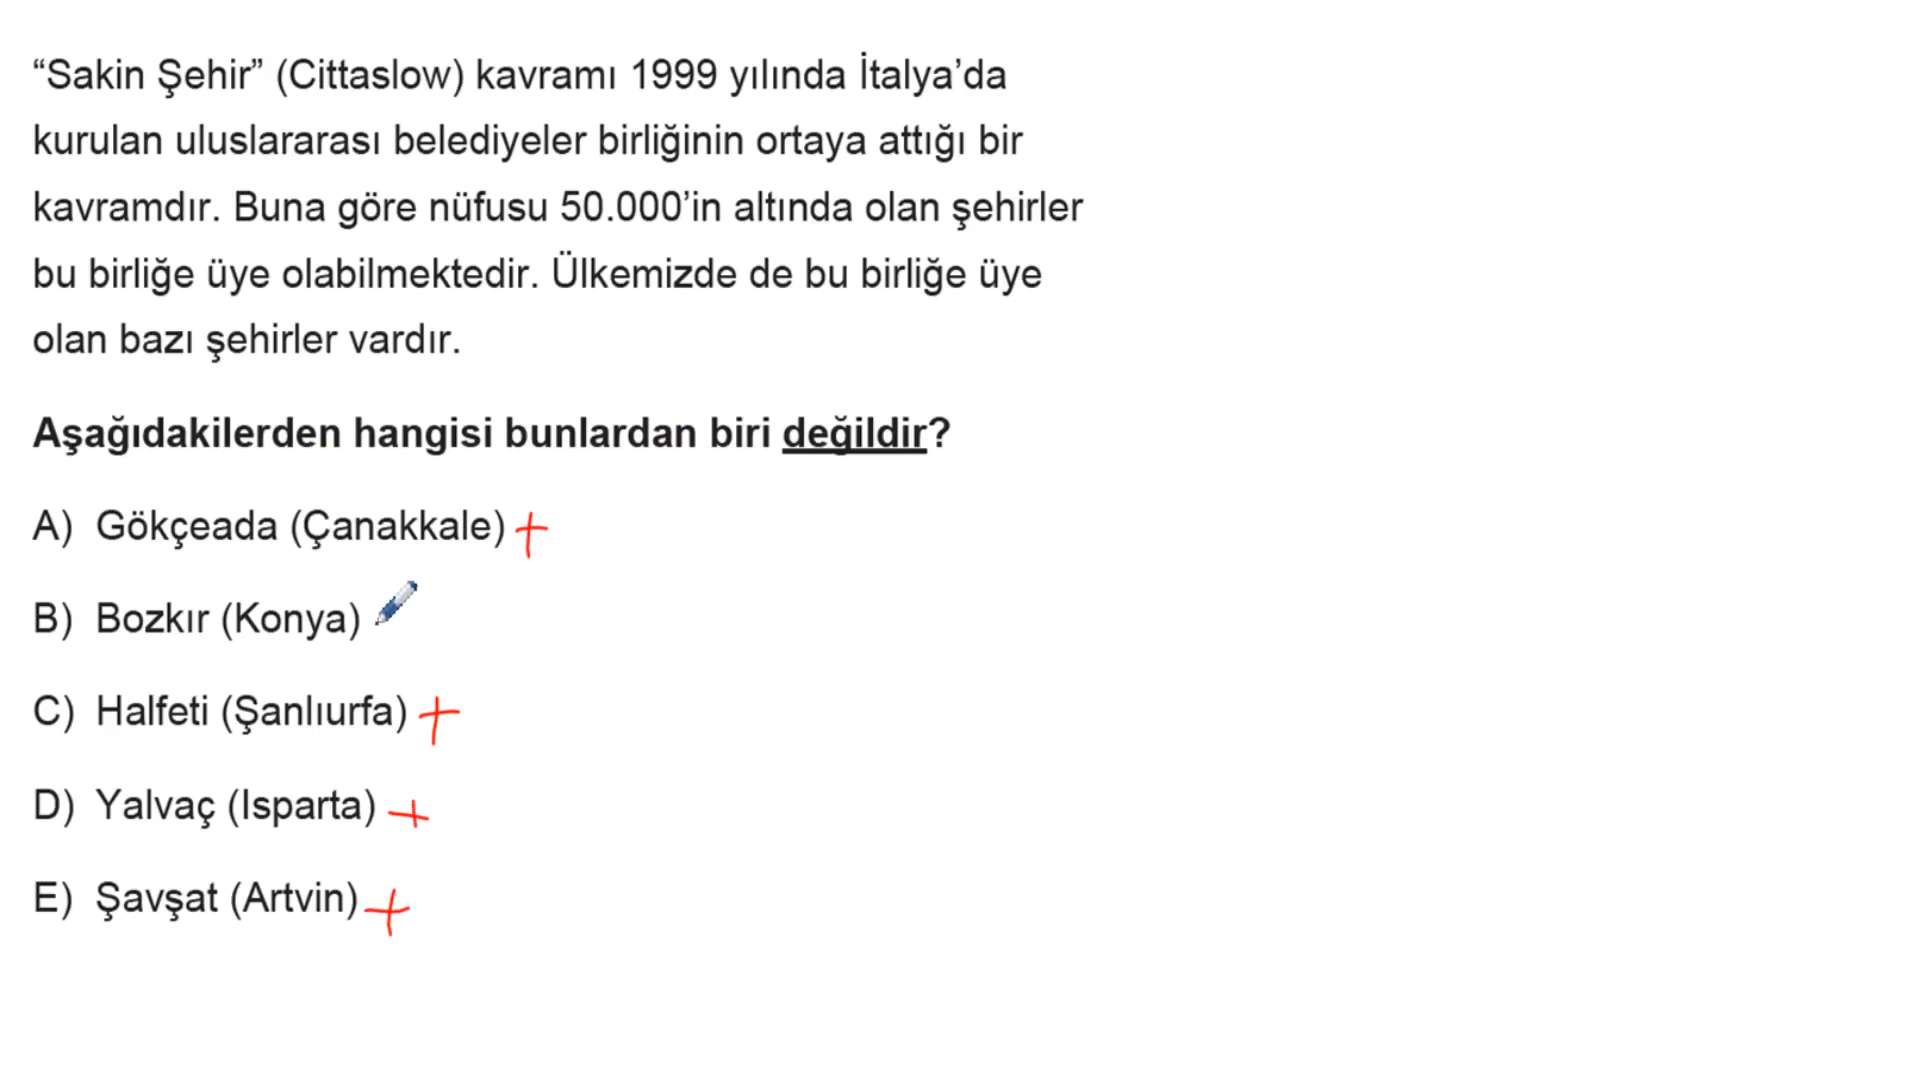 “Sakin Şehir” (Cittaslow) kavramı 1999 yılında İtalya’da
kurulan uluslararası belediyeler birliğinin ortaya attığı bir
kavramdır. Buna göre nüfusu 50.000’in altında olan şehirler
bu birliğe üye olabilmektedir. Ülkemizde de bu birliğe üye
olan bazı şehirler vardır.
Aşağıdakilerden hangisi bunlardan biri değildir?
A) Gökçeada (Çanakkale) +
B) Bozkır (Konya)
C) Halfeti (Şanlıurfa) +
D) Yalvaç (Isparta) +
E) Şavşat (Artvin) +